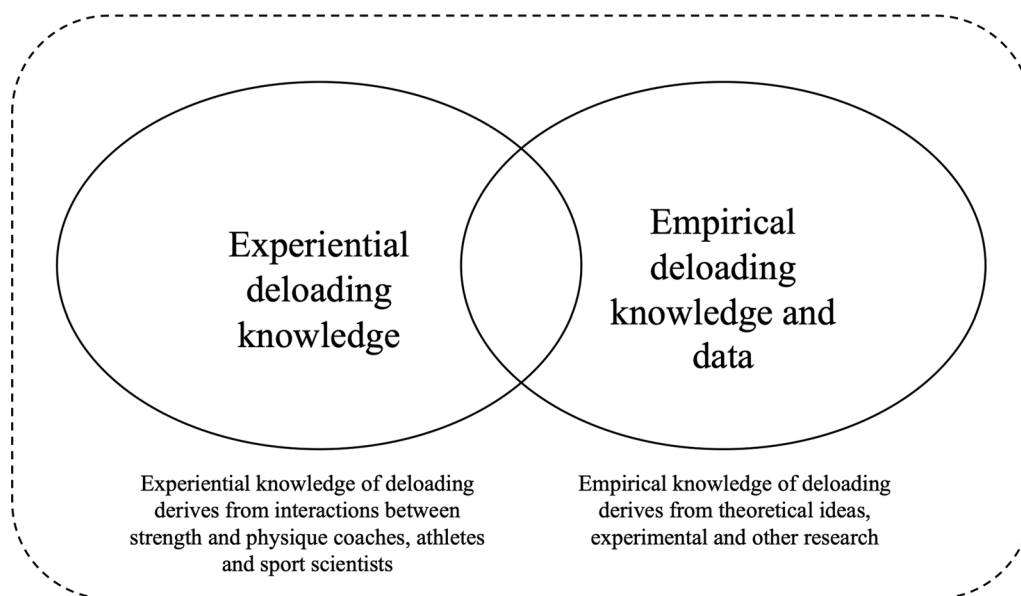 Experiential
deloading
knowledge
Empirical
deloading
knowledge and
data
Experiential knowledge of deloading
derives from interactions between
strength and physique coaches, athletes
and sport scientists
Empirical knowledge of deloading
derives from theoretical ideas,
experimental and other research